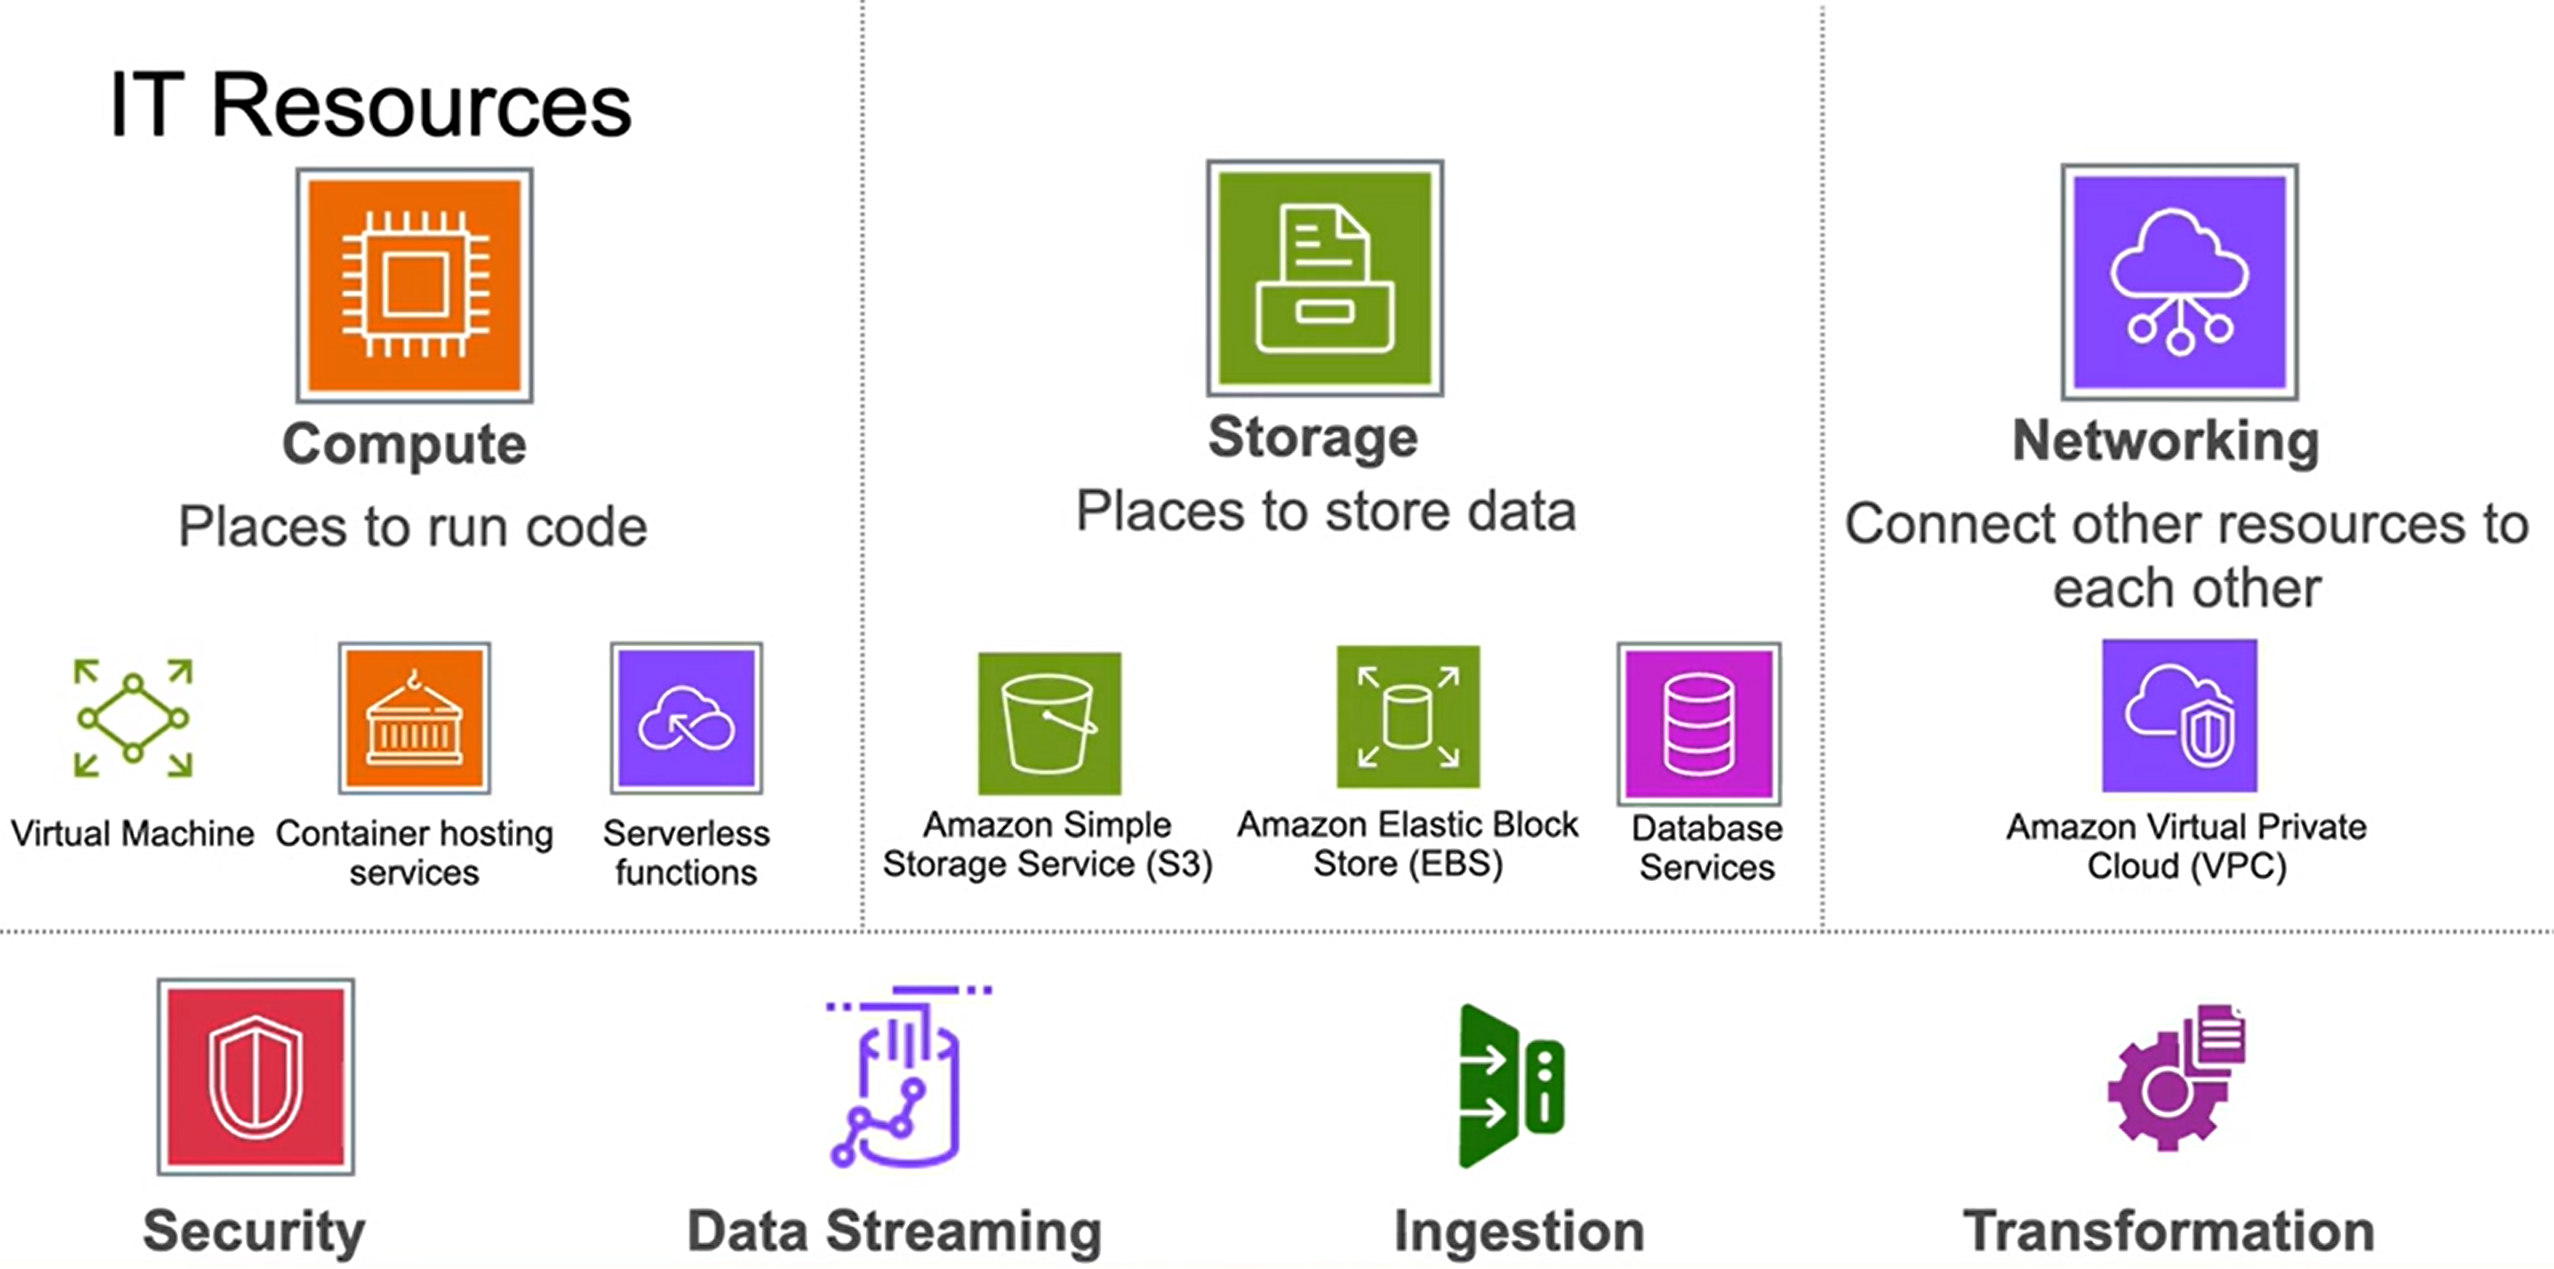 IT Resources
Compute
Places to run code
Virtual Machine
Container hosting
services
Serverless
functions
Storage
Places to store data
Amazon Simple
Storage Service (S3)
Amazon Elastic Block
Store (EBS)
Database
Services
Networking
Connect other resources to
each other
Amazon Virtual Private
Cloud (VPC)
Security
Data Streaming
Ingestion
Transformation